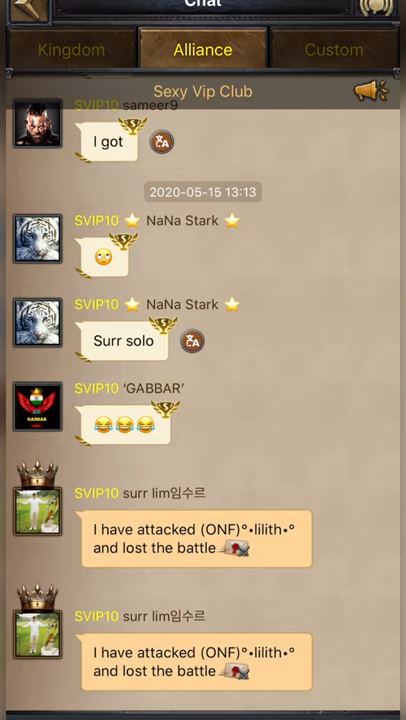 Chat
Kingdom
Alliance
Custom
Sexy Vip Club
SVIP10 sameer9
I got
2020-05-15 13:13
SVIP10 ⭐ NaNa Stark ⭐
🙄
SVIP10 ⭐ NaNa Stark ⭐
Surr solo
SVIP10 ‘GABBAR’
😂😂😂
GABBAR
SVIP10 surr lim임수르
I have attacked (ONF)°•lilith•°
and lost the battle
SVIP10 surr lim임수르
I have attacked (ONF)°•lilith•°
and lost the battle